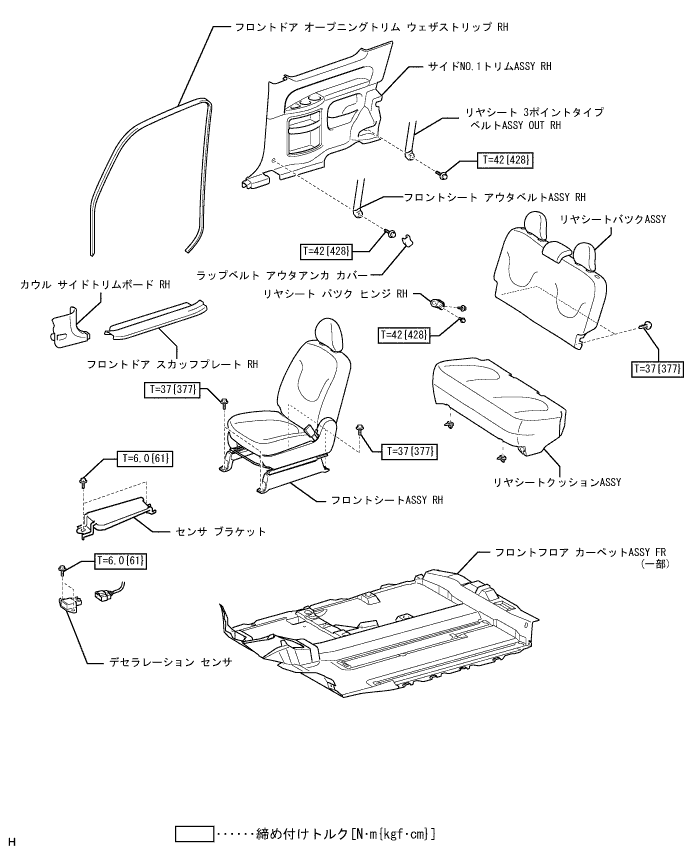 フロントドア オープニングトリム ウェザストリップ RH
サイドNO.1トリムASSY RH
リヤシート 3ポイントタイプ
ベルトASSY OUT RH
T=42{428}
フロントシート アウタベルトASSY RH
リヤシートバツクASSY
T=42{428}
ラップベルト アウタアンカ カバー
カウル サイドトリムボード RH
リヤシート バツク ヒンジ RH
T=42{428}
フロントドア スカッフプレート RH
T=37{377}
T=37{377}
T=37{377}
T=6.0{61}
リヤシートクッションASSY
フロントシートASSY RH
センサ ブラケット
T=6.0{61}
フロントフロア カーペットASSY FR
(一部)
デセラレーション センサ
······締め付けトルク[N·m{kgf·cm}]
H